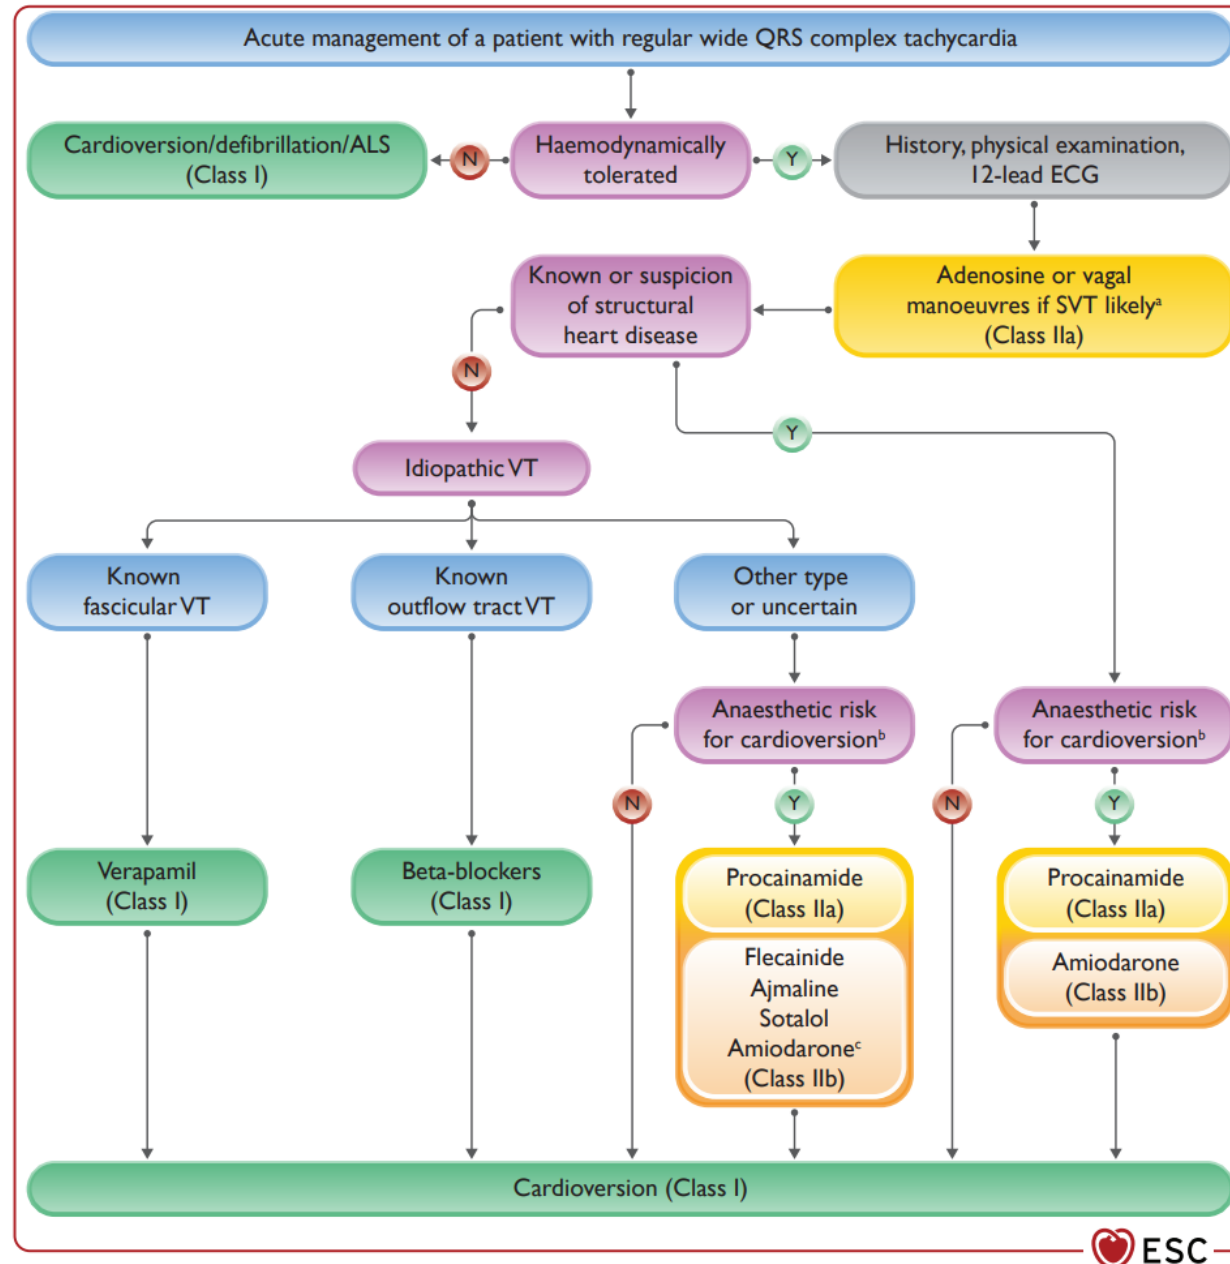 Acute management of a patient with regular wide QRS complex tachycardia
Cardioversion/defibrillation/ALS
(Class I)
N
Haemodynamically
tolerated
Y
History, physical examination,
12-lead ECG
Known or suspicion
of structural
heart disease
Adenosine or vagal
manoeuvres if SVT likelyᵃ
(Class IIa)
N
Y
Idiopathic VT
Known
fascicular VT
Known
outflow tract VT
Other type
or uncertain
Anaesthetic risk
for cardioversionᵇ
Anaesthetic risk
for cardioversionᵇ
N
Y
N
Y
Verapamil
(Class I)
Beta-blockers
(Class I)
Procainamide
(Class IIa)
Flecainide
Ajmaline
Sotalol
Amiodaroneᶜ
(Class IIb)
Procainamide
(Class IIa)
Amiodarone
(Class IIb)
Cardioversion (Class I)
ESC